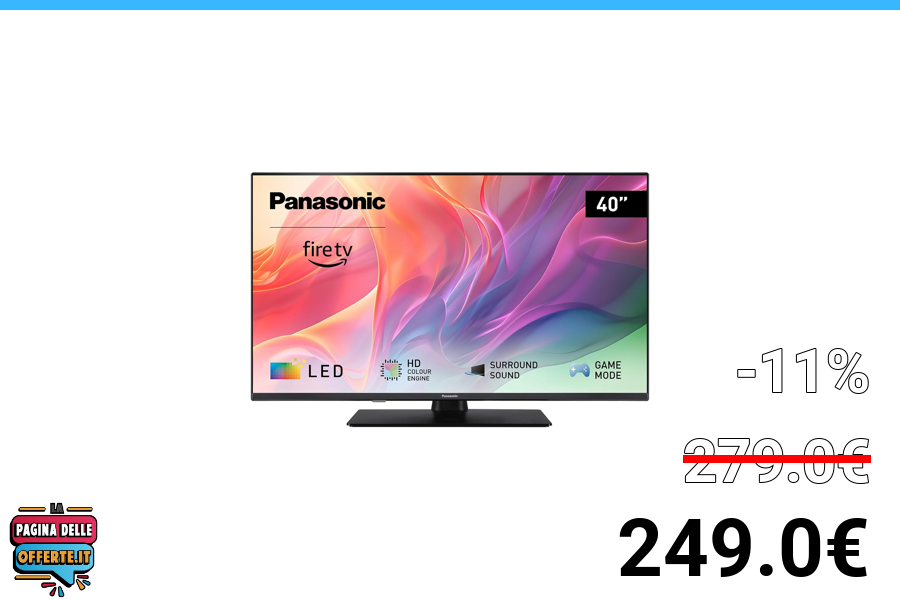 Panasonic
40”
fire tv
LED
HD
COLOUR
ENGINE
SURROUND
SOUND
GAME
MODE
Panasonic
-11%
279.0€
249.0€
LA
PAGINA DELLE
OFFERTE.IT